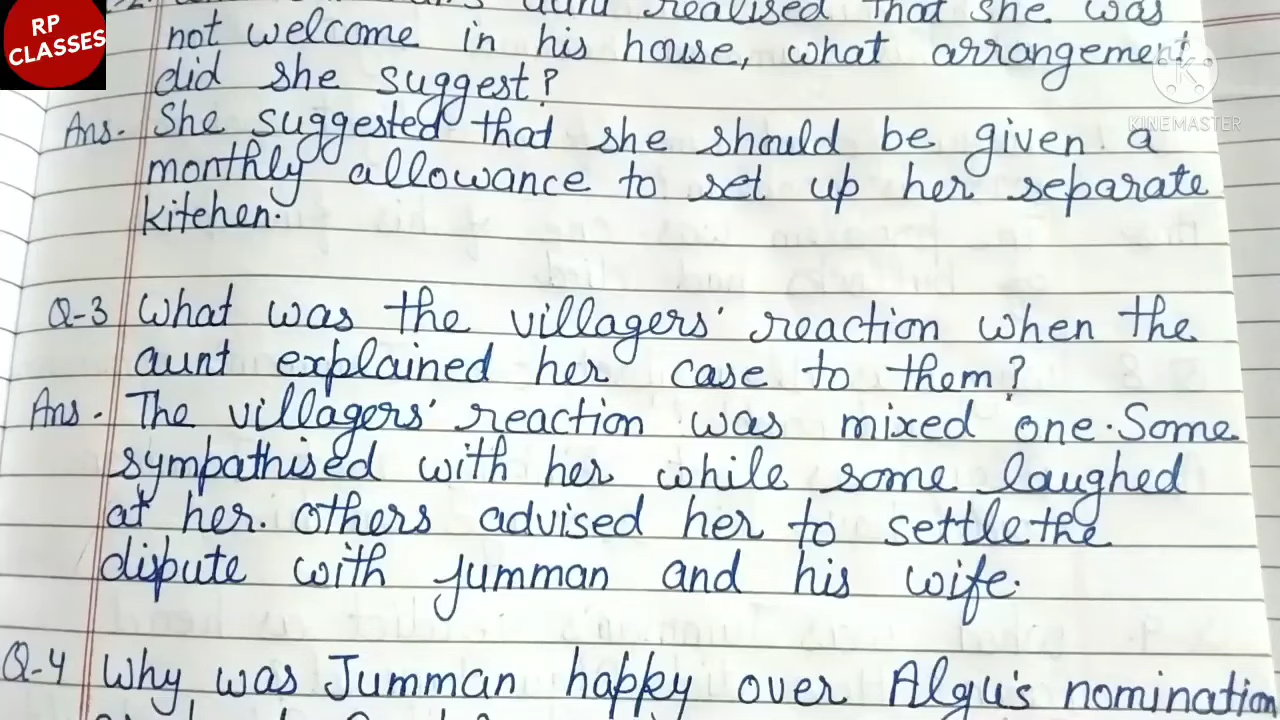 RP
CLASSES
realised that she was
not welcome in his house, what arrangement
did she suggest?
KINEMASTER
Ans. She suggested that she should be given a
monthly allowance to set up her separate
kitchen.
Q-3 What was the villagers' reaction when the
aunt explained her case to them?
Ans. The villagers' reaction was mixed one. Some
sympathised with her while some laughed
at her. others advised her to settle the
dispute with Jumman and his wife.
Q-4 Why was Jumman happy over Algu's nomination